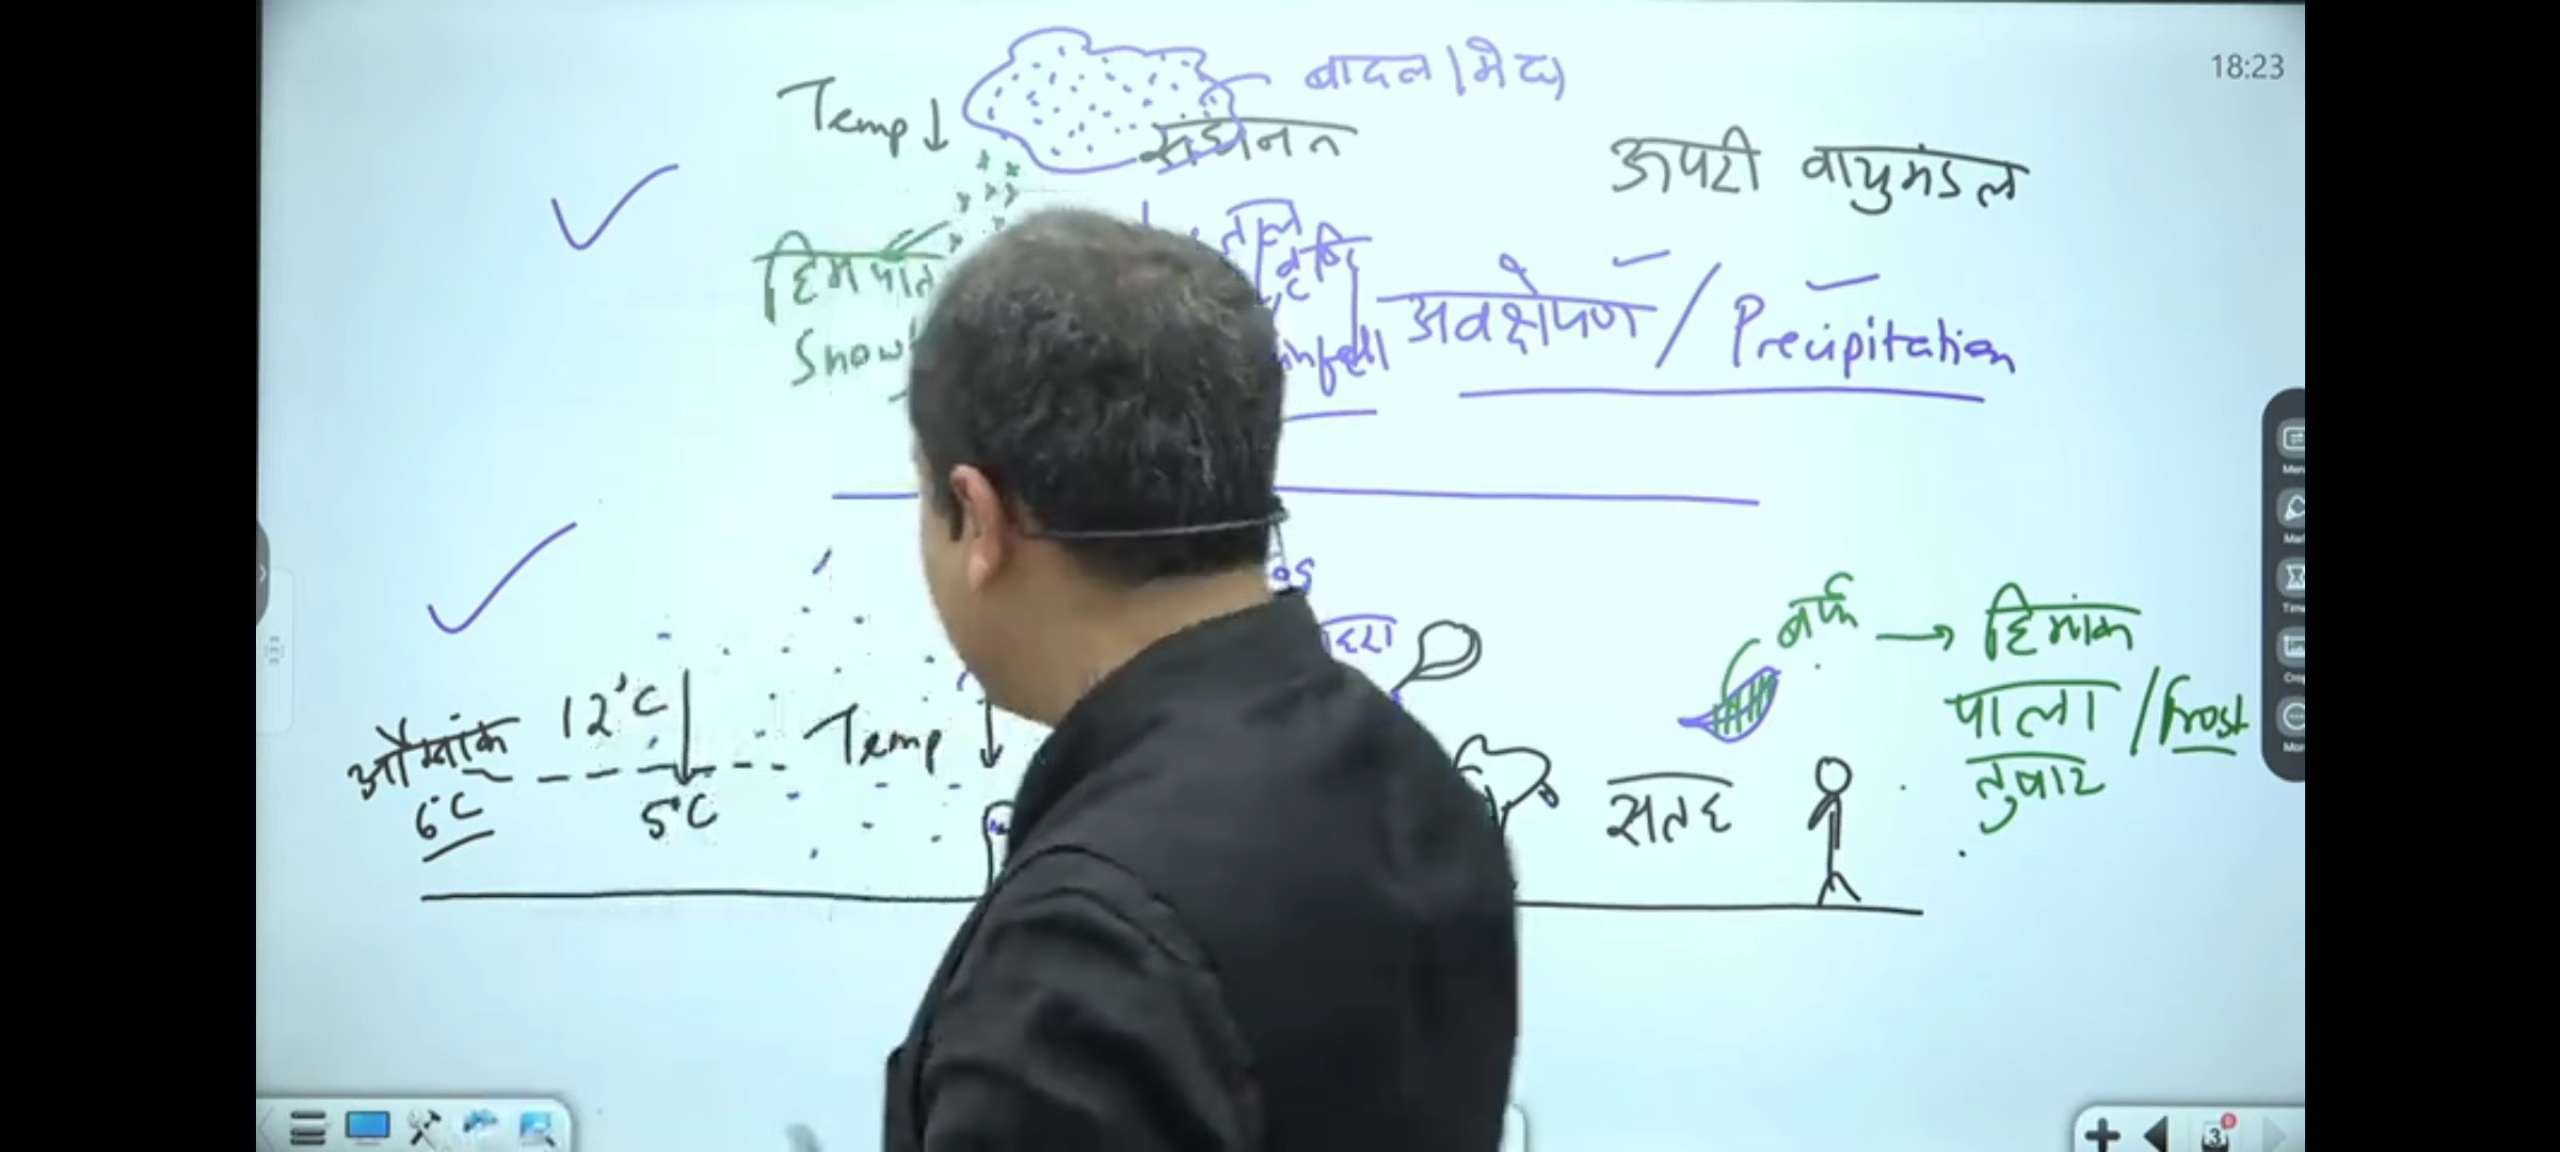 18:23
बादल/मेघ
Temp ↓
संघनन
ऊपरी वायुमंडल
हिमपात
Snow
जल
वृष्टि
अवक्षेपण / Precipitation
बर्फ → हिमांक
पाला / Frost
तुषार
ओसांक 12°C
Temp ↓
6°C
5°C
सतह